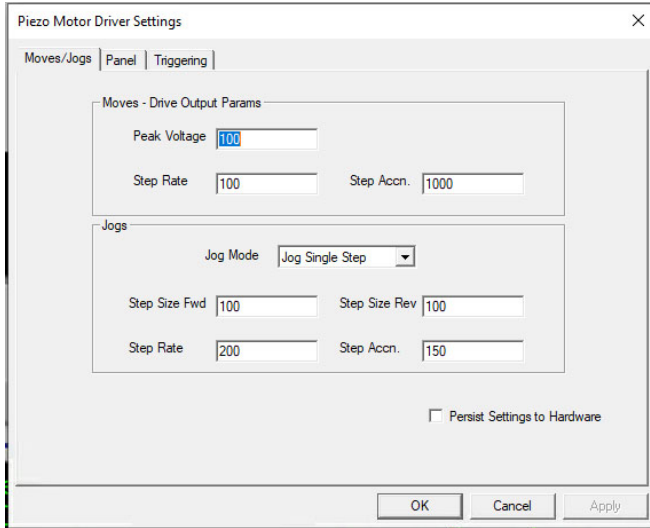 Piezo Motor Driver Settings
Moves/Jogs Panel Triggering
Moves - Drive Output Params
Peak Voltage 100
Step Rate 100 Step Accn. 1000
Jogs
Jog Mode Jog Single Step
Step Size Fwd 100 Step Size Rev 100
Step Rate 200 Step Accn. 150
Persist Settings to Hardware
OK Cancel Apply